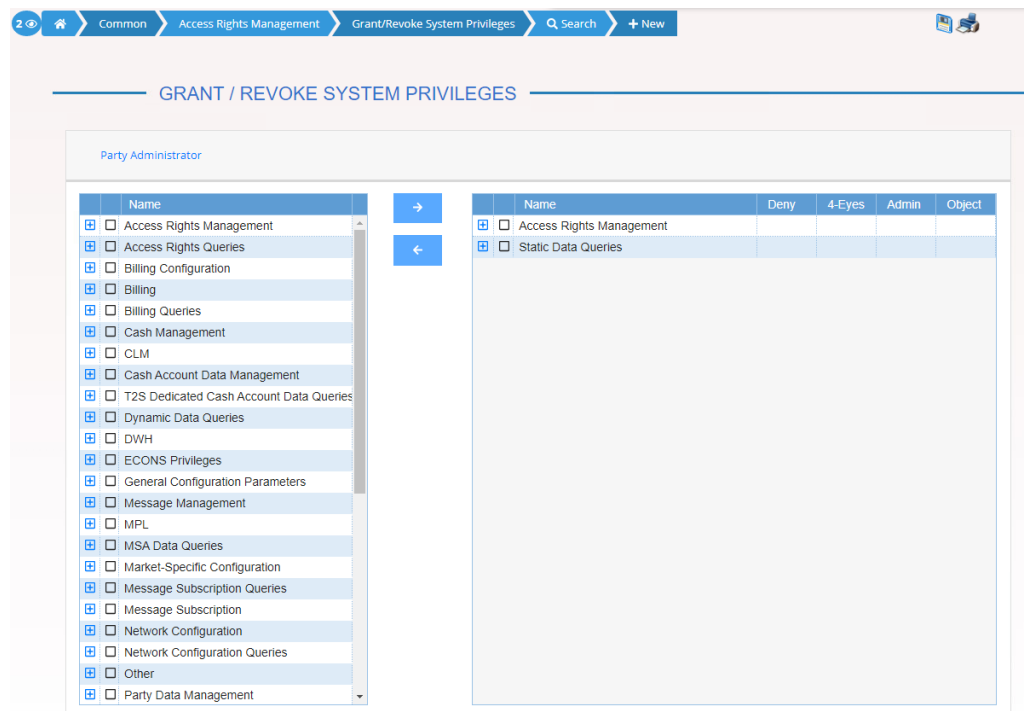 2 Common Access Rights Management Grant/Revoke System Privileges Search New
GRANT / REVOKE SYSTEM PRIVILEGES
Party Administrator
Name
Access Rights Management
Access Rights Queries
Billing Configuration
Billing
Billing Queries
Cash Management
CLM
Cash Account Data Management
T2S Dedicated Cash Account Data Queries
Dynamic Data Queries
DWH
ECONS Privileges
General Configuration Parameters
Message Management
MPL
MSA Data Queries
Market-Specific Configuration
Message Subscription Queries
Message Subscription
Network Configuration
Network Configuration Queries
Other
Party Data Management
Name Deny 4-Eyes Admin Object
Access Rights Management
Static Data Queries